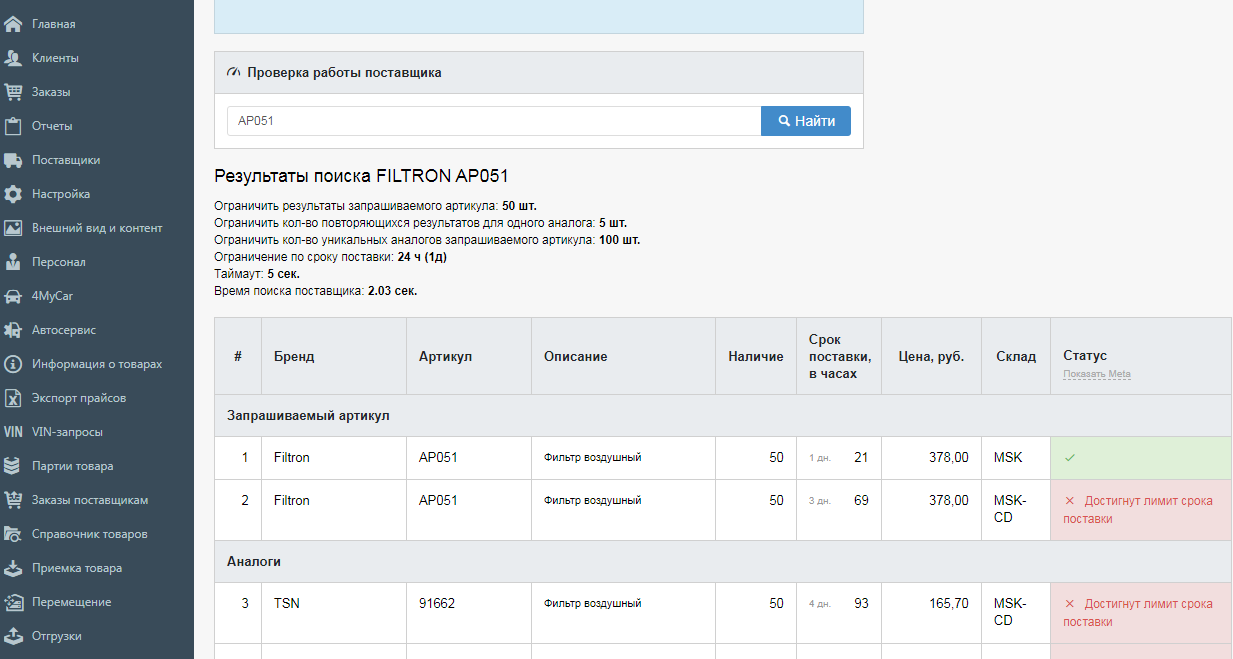 Главная
Клиенты
Заказы
Отчеты
Поставщики
Настройка
Внешний вид и контент
Персонал
4MyCar
Автосервис
Информация о товарах
Экспорт прайсов
VIN VIN-запросы
Партии товара
Заказы поставщикам
Справочник товаров
Приемка товара
Перемещение
Отгрузки
Проверка работы поставщика
AP051 Найти
Результаты поиска FILTRON AP051
Ограничить результаты запрашиваемого артикула: 50 шт.
Ограничить кол-во повторяющихся результатов для одного аналога: 5 шт.
Ограничить кол-во уникальных аналогов запрашиваемого артикула: 100 шт.
Ограничение по сроку поставки: 24 ч (1д)
Таймаут: 5 сек.
Время поиска поставщика: 2.03 сек.
# Бренд Артикул Описание Наличие Срок поставки, в часах Цена, руб. Склад Статус
Показать Meta
Запрашиваемый артикул
1 Filtron AP051 Фильтр воздушный 50 1 дн. 21 378,00 MSK
2 Filtron AP051 Фильтр воздушный 50 3 дн. 69 378,00 MSK-CD Достигнут лимит срока поставки
Аналоги
3 TSN 91662 Фильтр воздушный 50 4 дн. 93 165,70 MSK-CD Достигнут лимит срока поставки